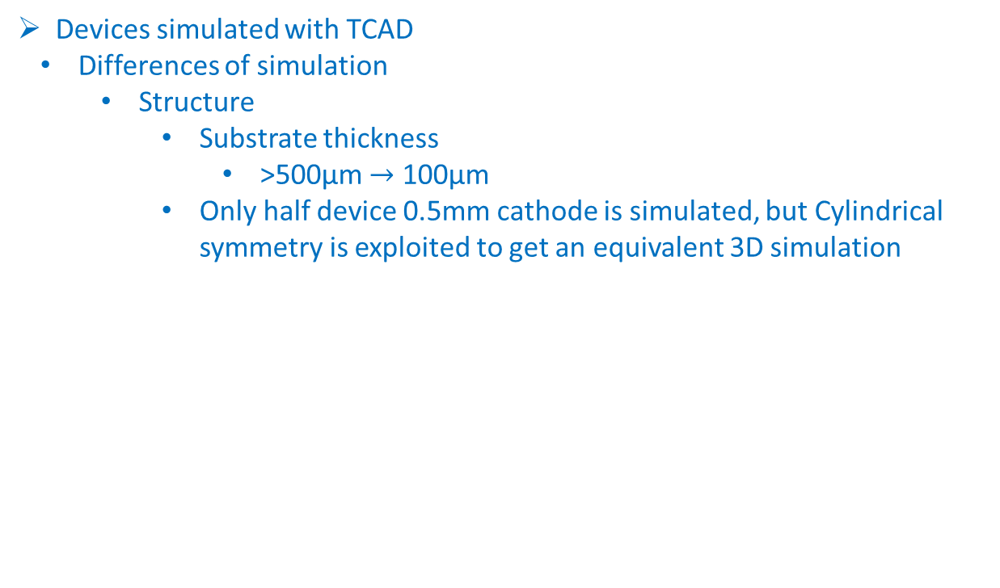 ➢ Devices simulated with TCAD
• Differences of simulation
• Structure
• Substrate thickness
• >500µm → 100µm
• Only half device 0.5mm cathode is simulated, but Cylindrical
symmetry is exploited to get an equivalent 3D simulation